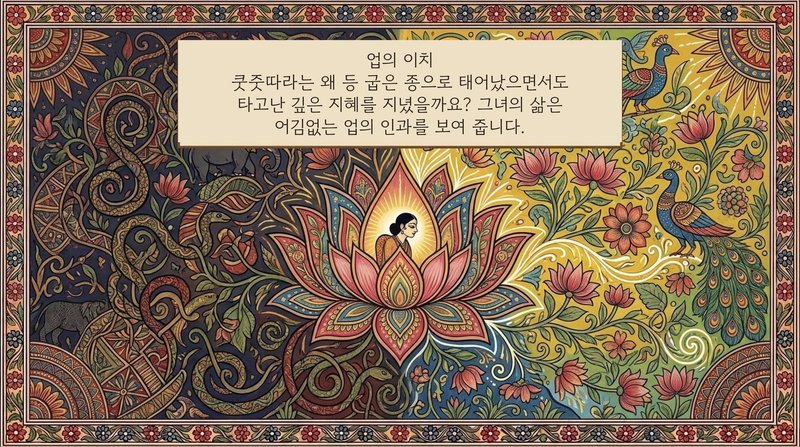 업의 이치
쿳줏따라는 왜 등 굽은 종으로 태어났으면서도
타고난 깊은 지혜를 지녔을까요? 그녀의 삶은
어김없는 업의 인과를 보여 줍니다.